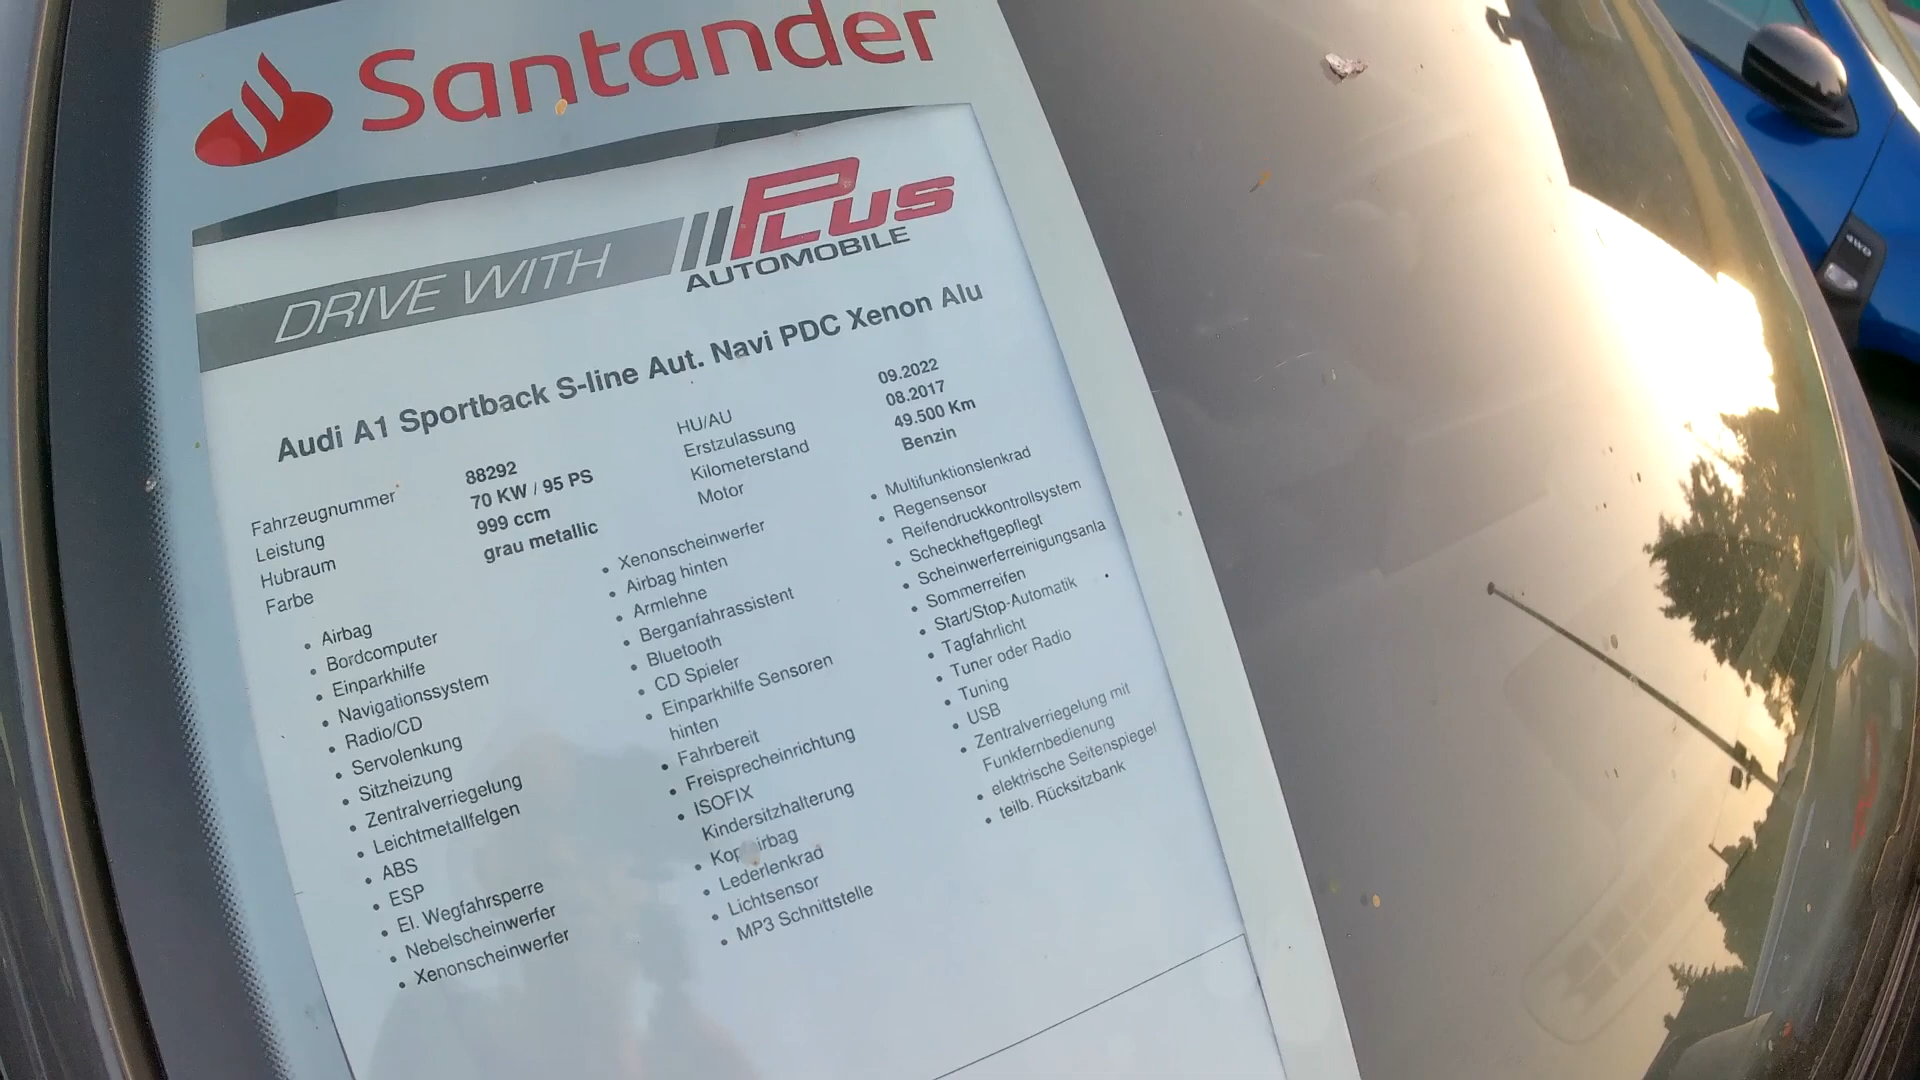 Santander
DRIVE WITH
PLUS
AUTOMOBILE
Audi A1 Sportback S-line Aut. Navi PDC Xenon Alu
Fahrzeugnummer 88292
Leistung 70 KW / 95 PS
Hubraum 999 ccm
Farbe grau metallic
HU/AU 09.2022
Erstzulassung 08.2017
Kilometerstand 49.500 Km
Motor Benzin
• Airbag
• Bordcomputer
• Einparkhilfe
• Navigationssystem
• Radio/CD
• Servolenkung
• Sitzheizung
• Zentralverriegelung
• Leichtmetallfelgen
• ABS
• ESP
• El. Wegfahrsperre
• Nebelscheinwerfer
• Xenonscheinwerfer
• Xenonscheinwerfer
• Airbag hinten
• Armlehne
• Berganfahrassistent
• Bluetooth
• CD Spieler
• Einparkhilfe Sensoren
hinten
• Fahrbereit
• Freisprecheinrichtung
• ISOFIX
Kindersitzhalterung
• Kopfairbag
• Lederlenkrad
• Lichtsensor
• MP3 Schnittstelle
• Multifunktionslenkrad
• Regensensor
• Reifendruckkontrollsystem
• Scheckheftgepflegt
• Scheinwerferreinigungsanla
• Sommerreifen
• Start/Stop-Automatik
• Tagfahrlicht
• Tuner oder Radio
• Tuning
• USB
• Zentralverriegelung mit
Funkfernbedienung
• elektrische Seitenspiegel
• teilb. Rücksitzbank
4WD